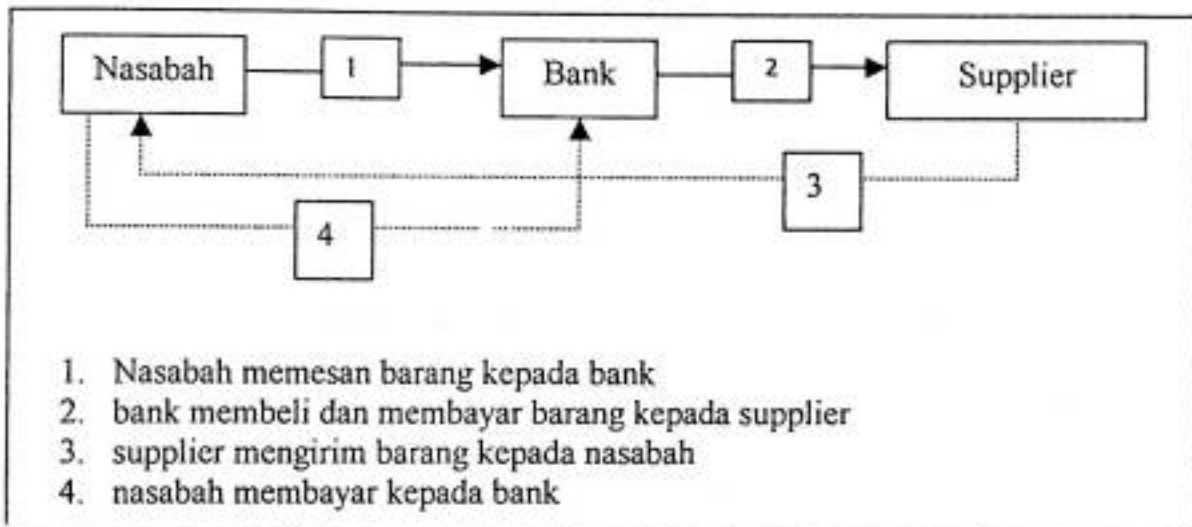 Nasabah 1 Bank 2 Supplier
3
4
1. Nasabah memesan barang kepada bank
2. bank membeli dan membayar barang kepada supplier
3. supplier mengirim barang kepada nasabah
4. nasabah membayar kepada bank